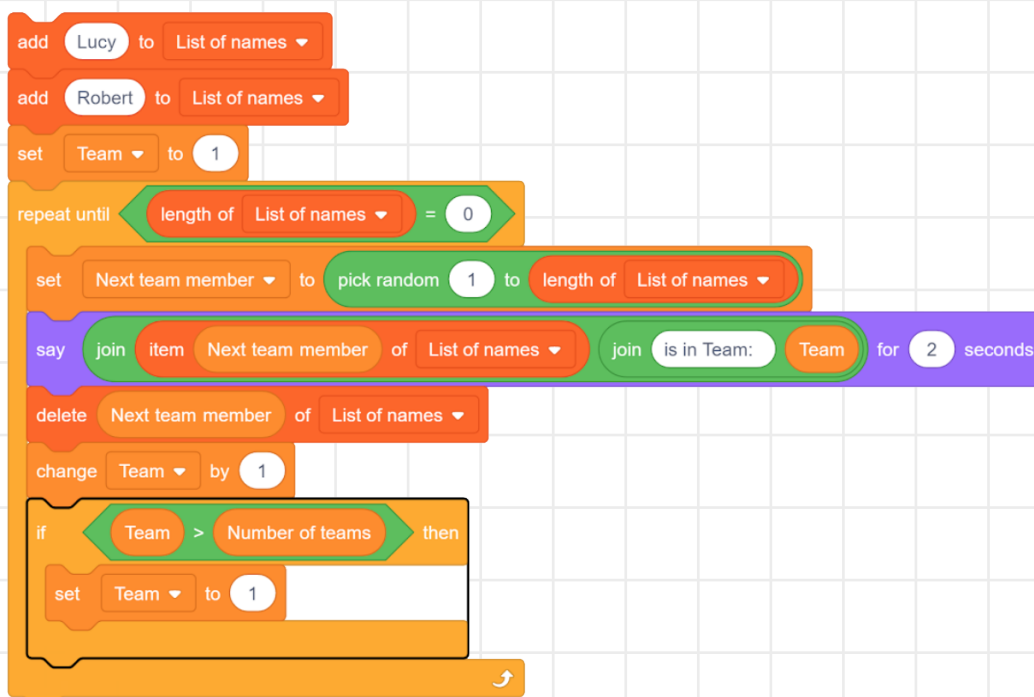 add Lucy to List of names
add Robert to List of names
set Team to 1
repeat until length of List of names = 0
set Next team member to pick random 1 to length of List of names
say join item Next team member of List of names join is in Team: Team for 2 seconds
delete Next team member of List of names
change Team by 1
if Team > Number of teams then
set Team to 1